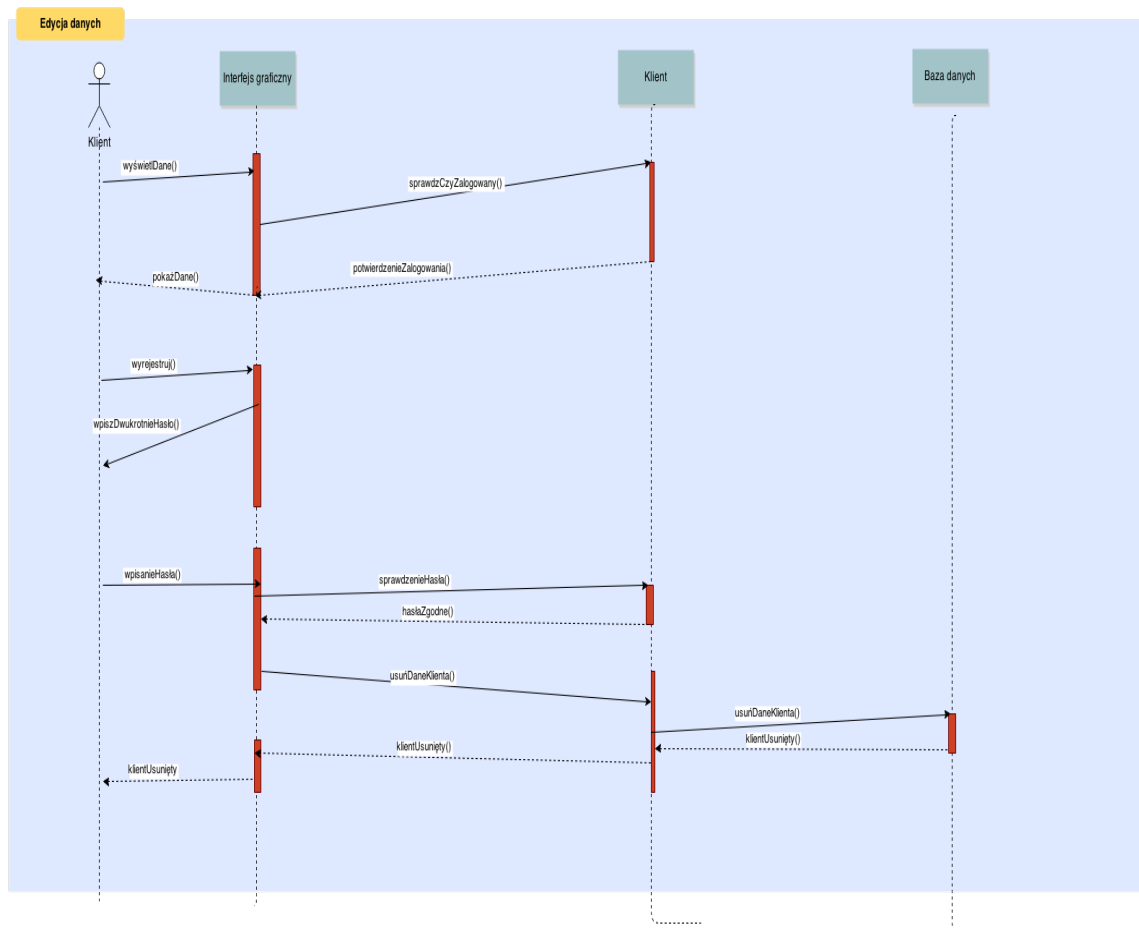 Edycja danych
Interfejs graficzny
Klient
Baza danych
Klient
wyświetlDane()
sprawdzCzyZalogowany()
potwierdzenieZalogowania()
pokażDane()
wyrejestruj()
wpiszDwukrotnieHasło()
wpisanieHasła()
sprawdzenieHasła()
hasłaZgodne()
usuńDaneKlienta()
usuńDaneKlienta()
klientUsunięty()
klientUsunięty()
klientUsunięty